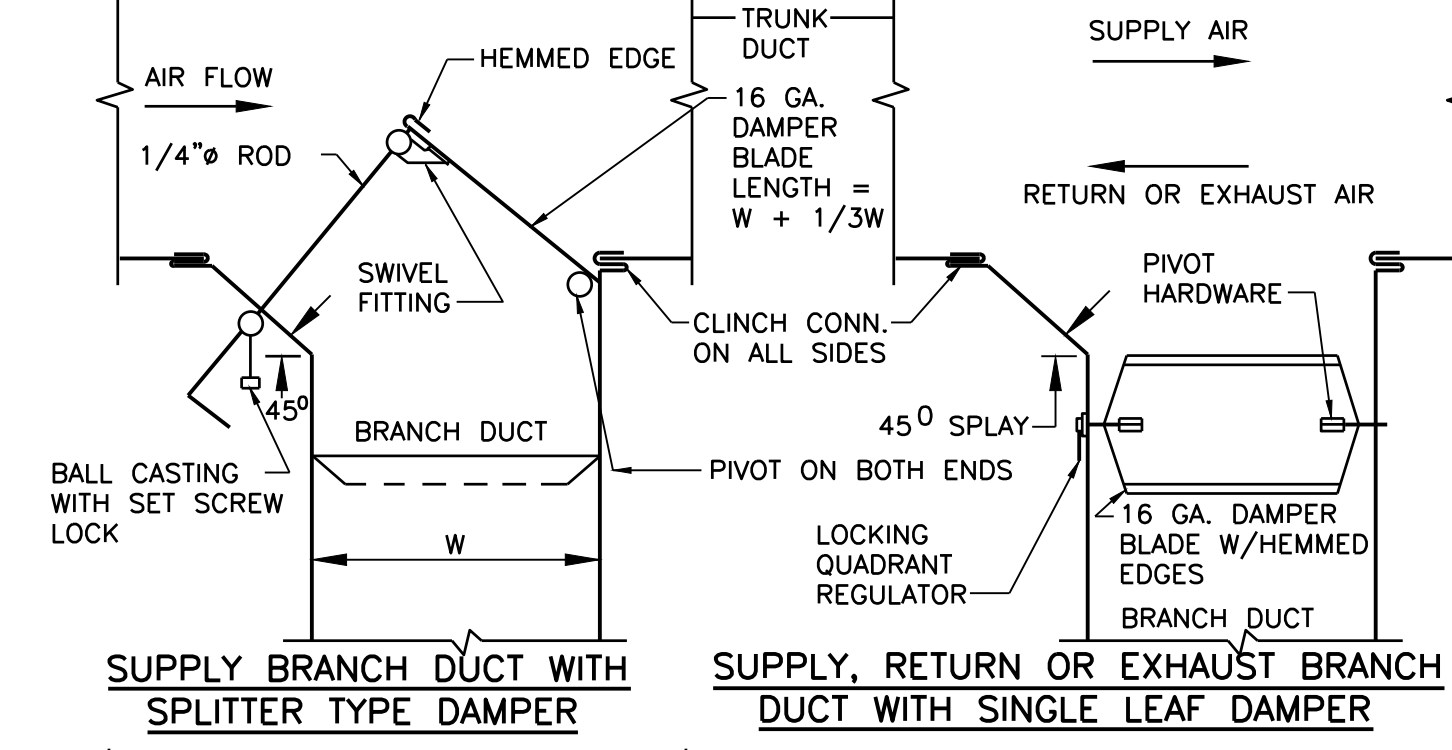 TRUNK
DUCT
AIR FLOW
HEMMED EDGE
1/4"ø ROD
16 GA.
DAMPER
BLADE
LENGTH =
W + 1/3W
SWIVEL
FITTING
CLINCH CONN.
ON ALL SIDES
45⁰
BRANCH DUCT
BALL CASTING
WITH SET SCREW
LOCK
PIVOT ON BOTH ENDS
W
SUPPLY BRANCH DUCT WITH
SPLITTER TYPE DAMPER
SUPPLY AIR
RETURN OR EXHAUST AIR
PIVOT
HARDWARE
45⁰ SPLAY
LOCKING
QUADRANT
REGULATOR
16 GA. DAMPER
BLADE W/HEMMED
EDGES
BRANCH DUCT
SUPPLY, RETURN OR EXHAUST BRANCH
DUCT WITH SINGLE LEAF DAMPER